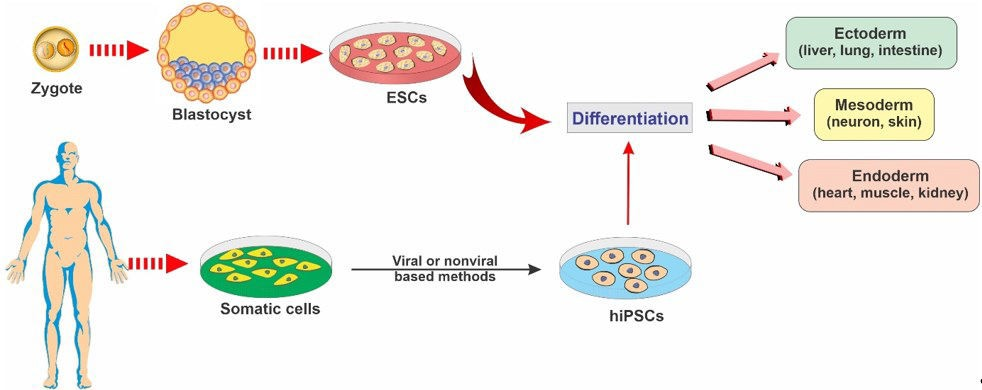 Zygote
Blastocyst
ESCs
Differentiation
Ectoderm
(liver, lung, intestine)
Mesoderm
(neuron, skin)
Endoderm
(heart, muscle, kidney)
Somatic cells
Viral or nonviral
based methods
hiPSCs